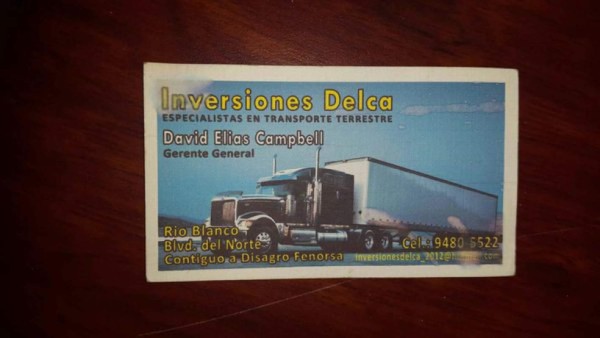 Inversiones Delca
ESPECIALISTAS EN TRANSPORTE TERRESTRE
David Elias Campbell
Gerente General
Rio Blanco
Blvd. del Norte
Contiguo a Disagro Fenorsa
Cel. 9480